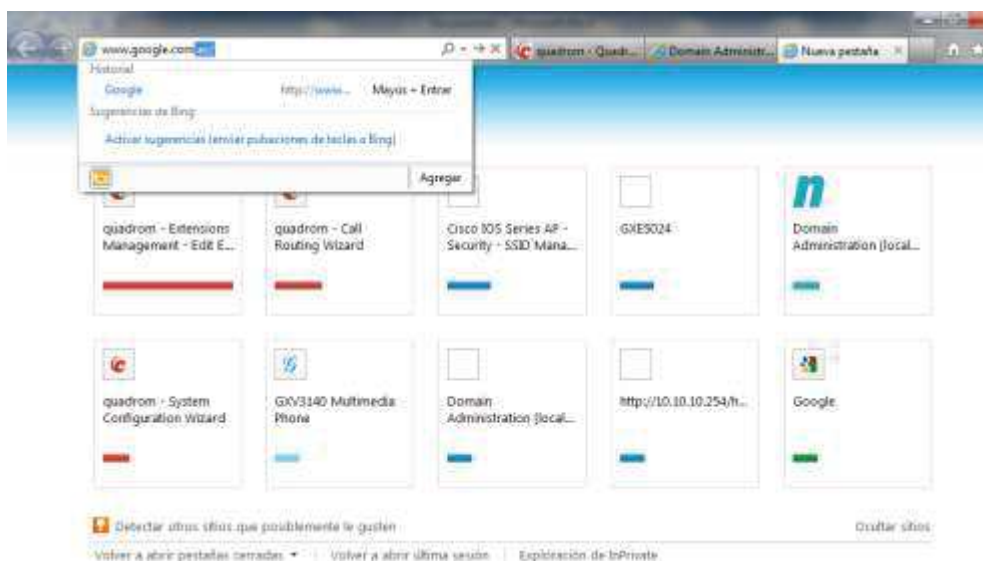 www.google.com
quadrom - Quadr... Domain Administr... Nueva pestaña
Historial
Google http://www... Mayús + Entrar
Sugerencias de Bing
Activar sugerencias (enviar pulsaciones de teclas a Bing)
Agregar
quadrom - Extensions
Management - Edit E...
quadrom - Call
Routing Wizard
Cisco IOS Series AP -
Security - SSID Mana...
GXE5024
Domain
Administration (local...
quadrom - System
Configuration Wizard
GXV3140 Multimedia
Phone
Domain
Administration (local...
http://10.10.10.254/h...
Google
Detectar otros sitios que posiblemente le gusten
Ocultar sitios
Volver a abrir pestañas cerradas Volver a abrir última sesión Exploración de InPrivate